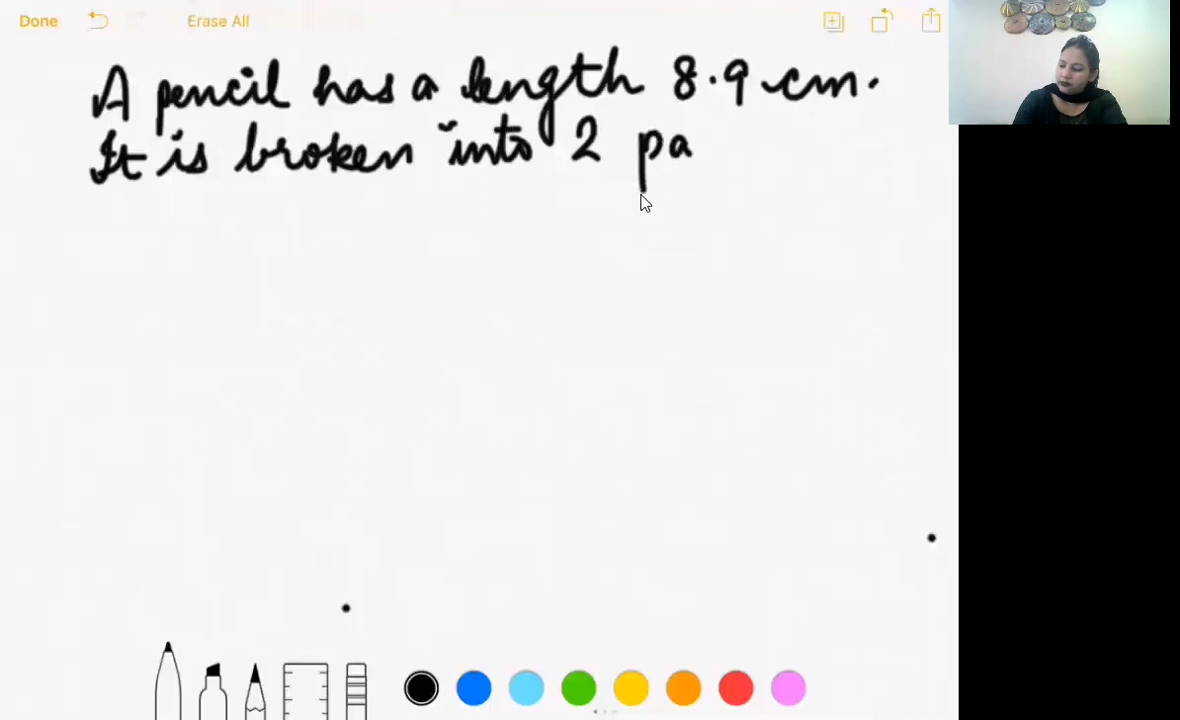 Done Erase All
A pencil has a length 8.9 cm.
It is broken into 2 pa